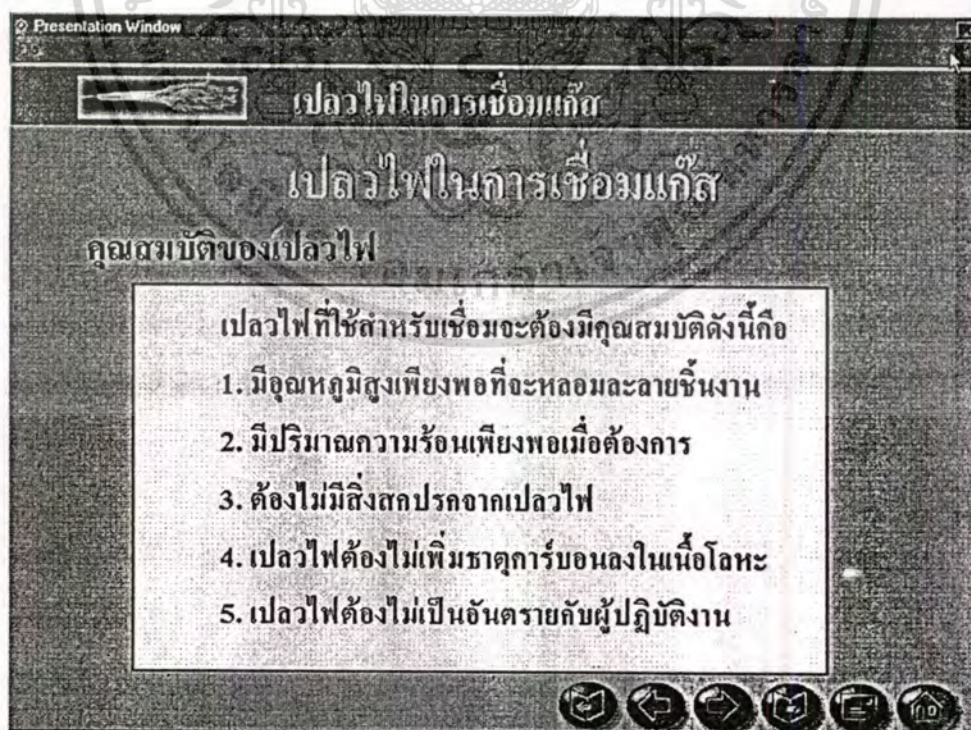 Presentation Window
เปลวไฟในการเชื่อมแก๊ส
เปลวไฟในการเชื่อมแก๊ส
คุณสมบัติของเปลวไฟ
เปลวไฟที่ใช้สำหรับเชื่อมจะต้องมีคุณสมบัติดังนี้คือ
1. มีอุณหภูมิสูงเพียงพอที่จะหลอมละลายชิ้นงาน
2. มีปริมาณความร้อนเพียงพอเมื่อต้องการ
3. ต้องไม่มีสิ่งสกปรกจากเปลวไฟ
4. เปลวไฟต้องไม่เพิ่มธาตุการ์บอนลงในเนื้อโลหะ
5. เปลวไฟต้องไม่เป็นอันตรายกับผู้ปฏิบัติงาน